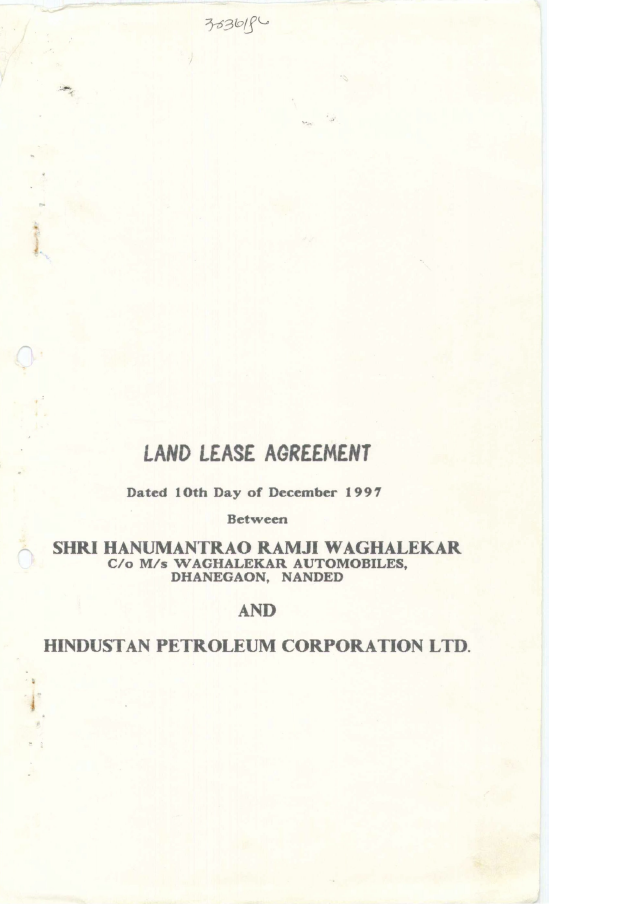 LAND LEASE AGREEMENT
Dated 10th Day of December 1997
Between
SHRI HANUMANTRAO RAMJI WAGHALEKAR
C/o M/s WAGHALEKAR AUTOMOBILES,
DHANEGAON, NANDED
AND
HINDUSTAN PETROLEUM CORPORATION LTD.